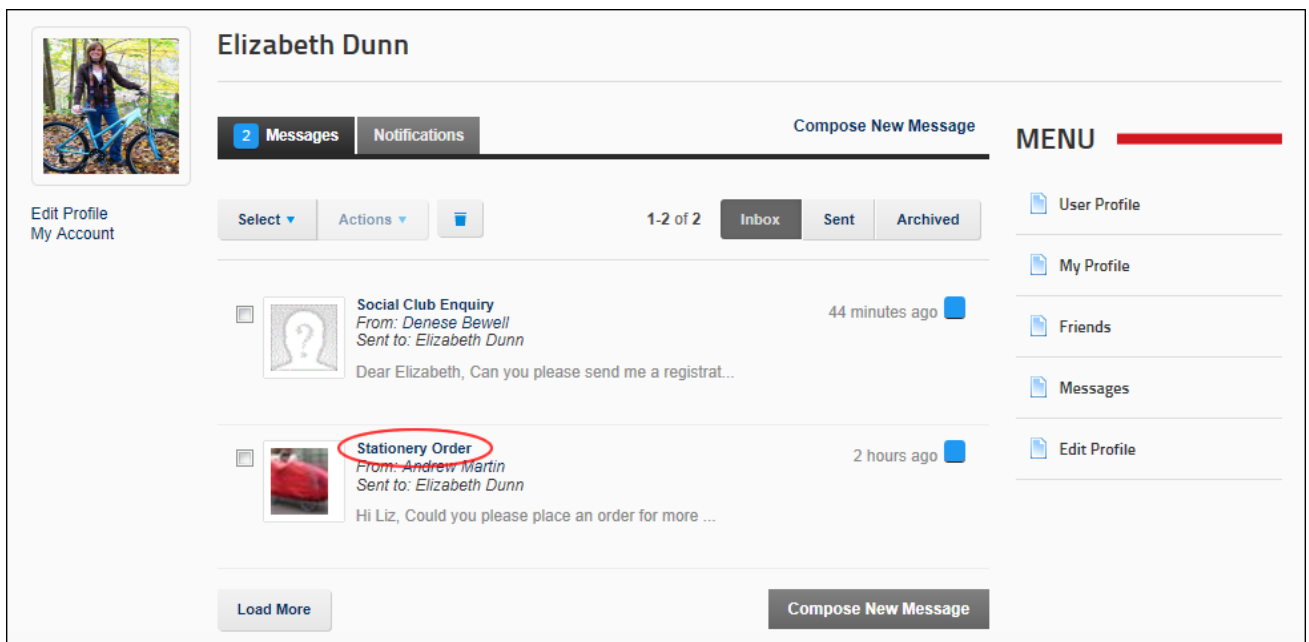 Elizabeth Dunn
2 Messages Notifications Compose New Message
MENU
Edit Profile
My Account
Select Actions 1-2 of 2 Inbox Sent Archived
User Profile
My Profile
Friends
Messages
Edit Profile
Social Club Enquiry
44 minutes ago
From: Denese Bewell
Sent to: Elizabeth Dunn
Dear Elizabeth, Can you please send me a registrat...
Stationery Order
2 hours ago
From: Andrew Martin
Sent to: Elizabeth Dunn
Hi Liz, Could you please place an order for more ...
Load More Compose New Message